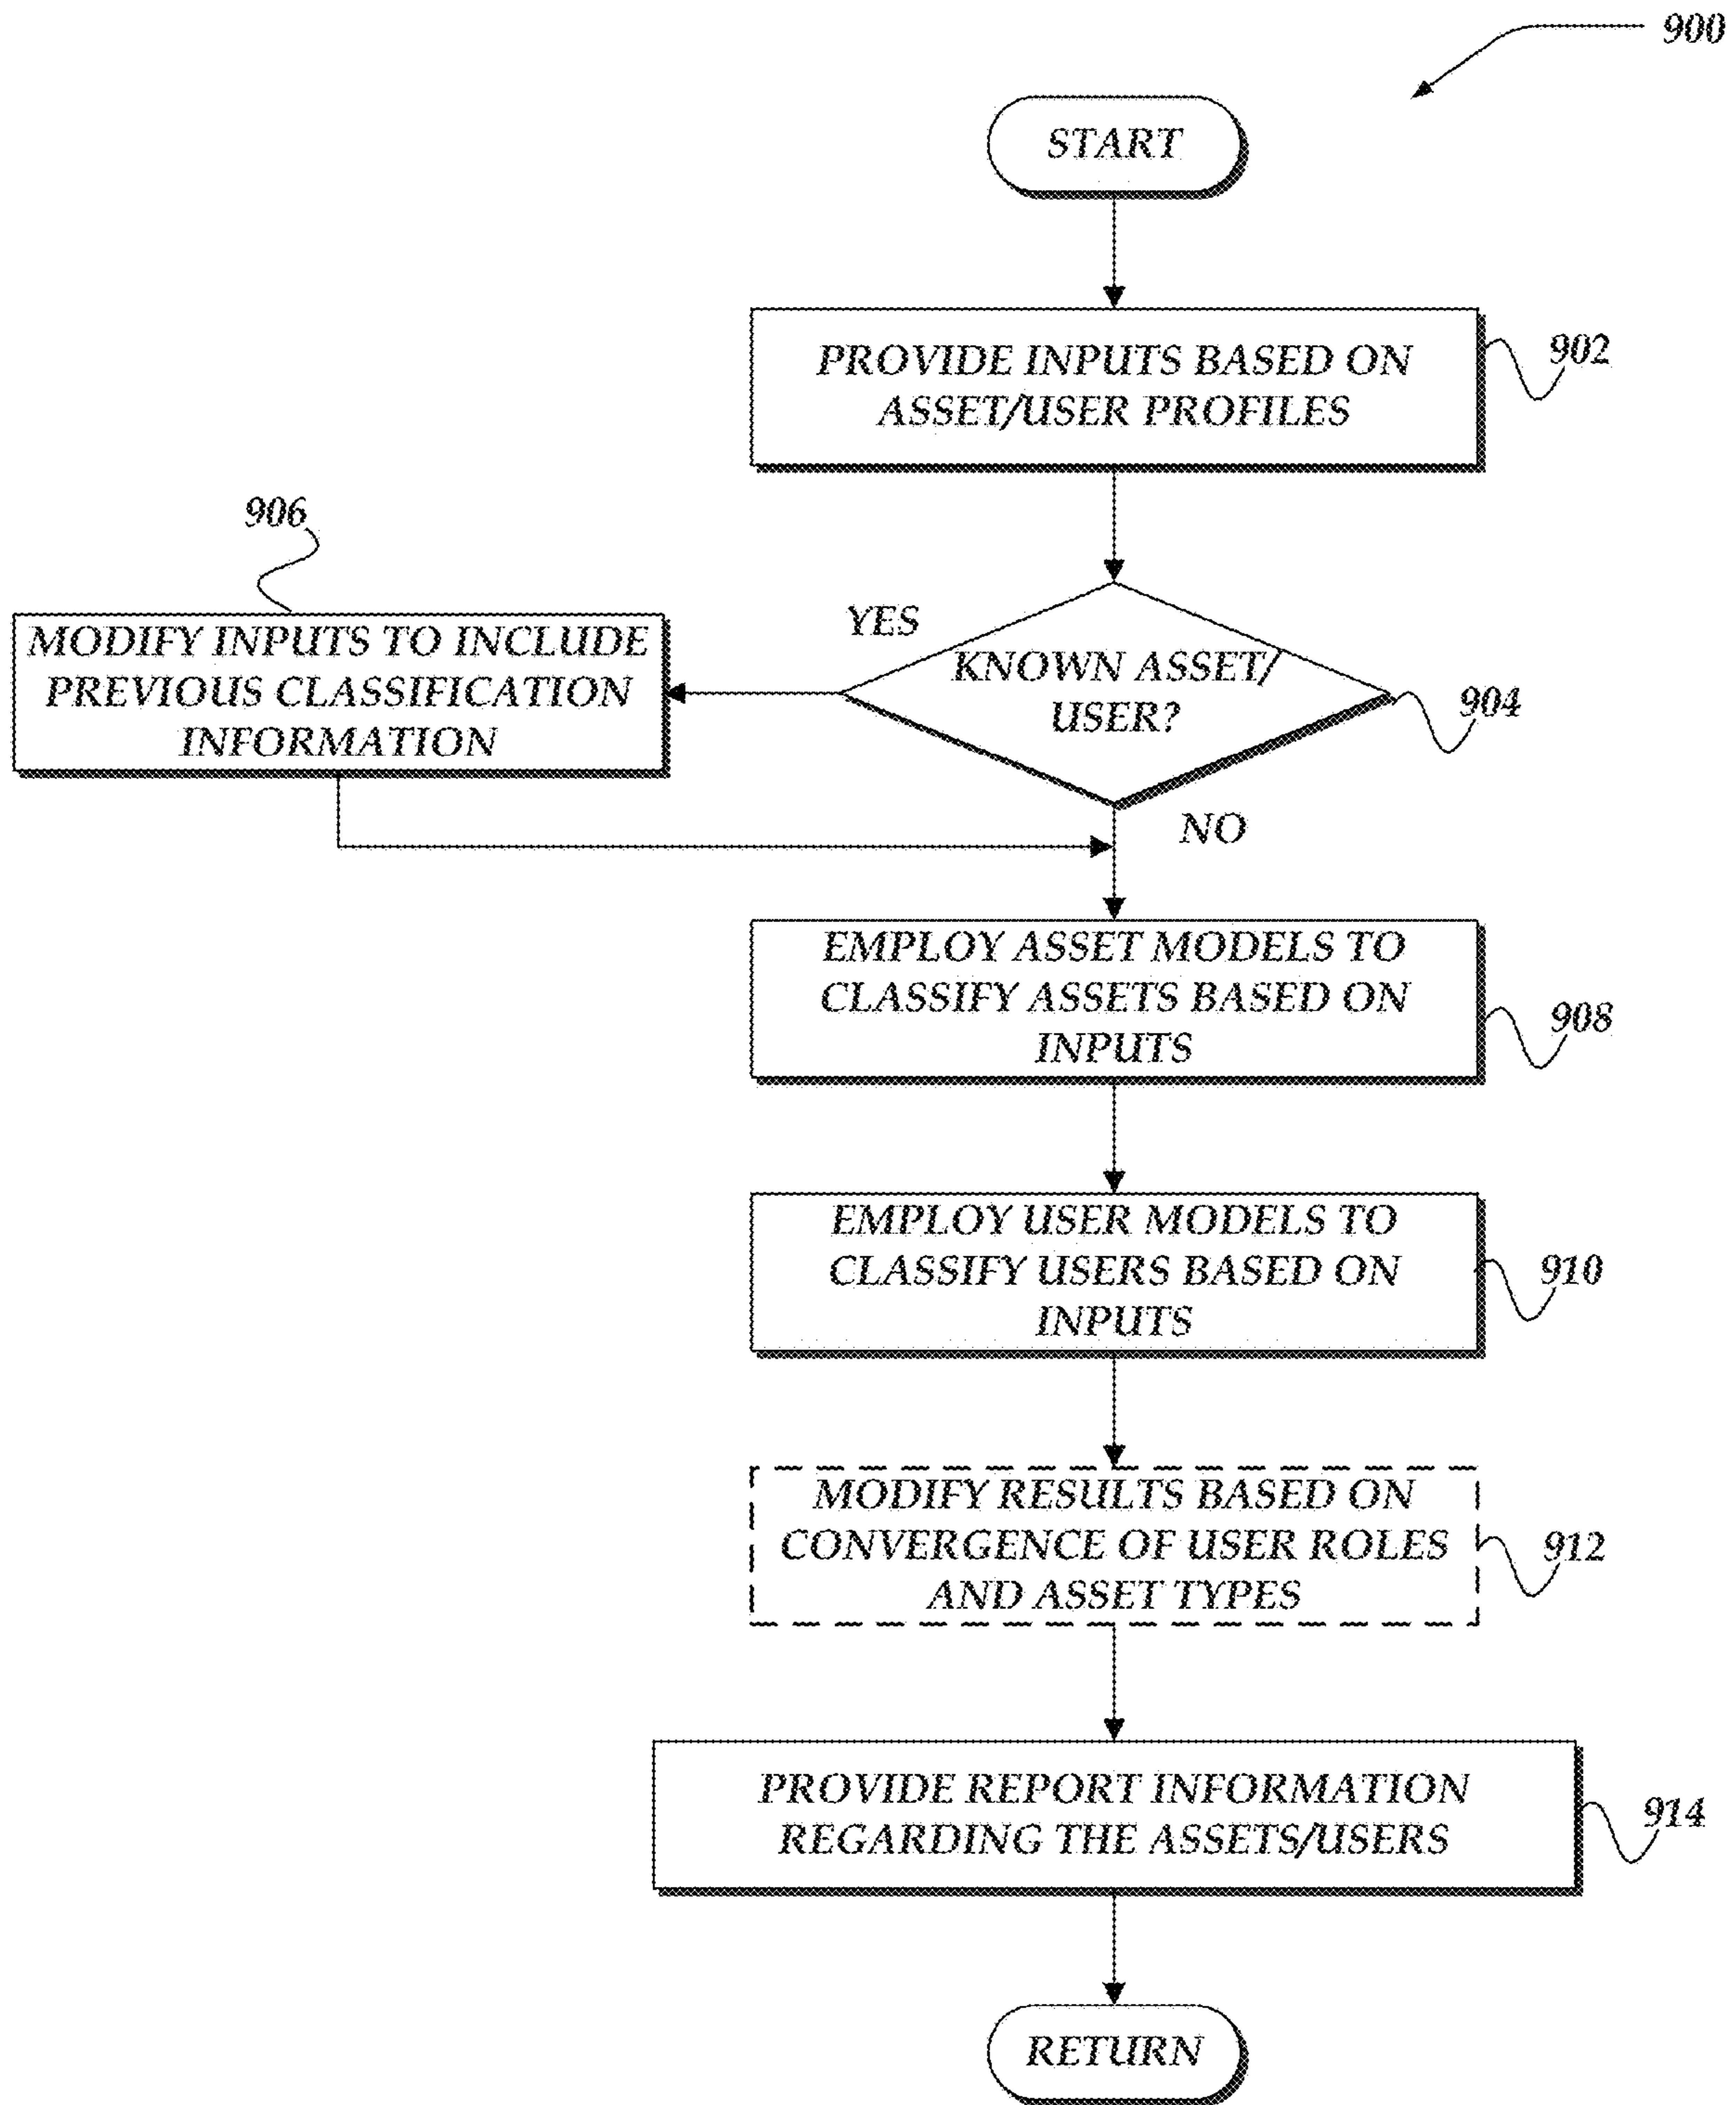 900
START
PROVIDE INPUTS BASED ON
ASSET/USER PROFILES
902
906
MODIFY INPUTS TO INCLUDE
PREVIOUS CLASSIFICATION
INFORMATION
YES
KNOWN ASSET/
USER?
904
NO
EMPLOY ASSET MODELS TO
CLASSIFY ASSETS BASED ON
INPUTS
908
EMPLOY USER MODELS TO
CLASSIFY USERS BASED ON
INPUTS
910
MODIFY RESULTS BASED ON
CONVERGENCE OF USER ROLES
AND ASSET TYPES
912
PROVIDE REPORT INFORMATION
REGARDING THE ASSETS/USERS
914
RETURN